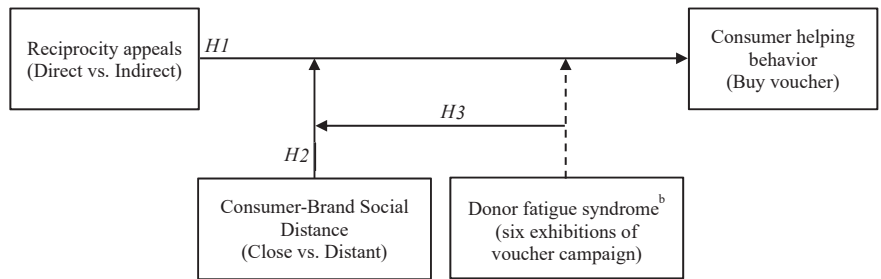 Reciprocity appeals
(Direct vs. Indirect)
H1
Consumer helping
behavior
(Buy voucher)
H3
H2
Consumer-Brand Social
Distance
(Close vs. Distant)
Donor fatigue syndromeᵇ
(six exhibitions of
voucher campaign)